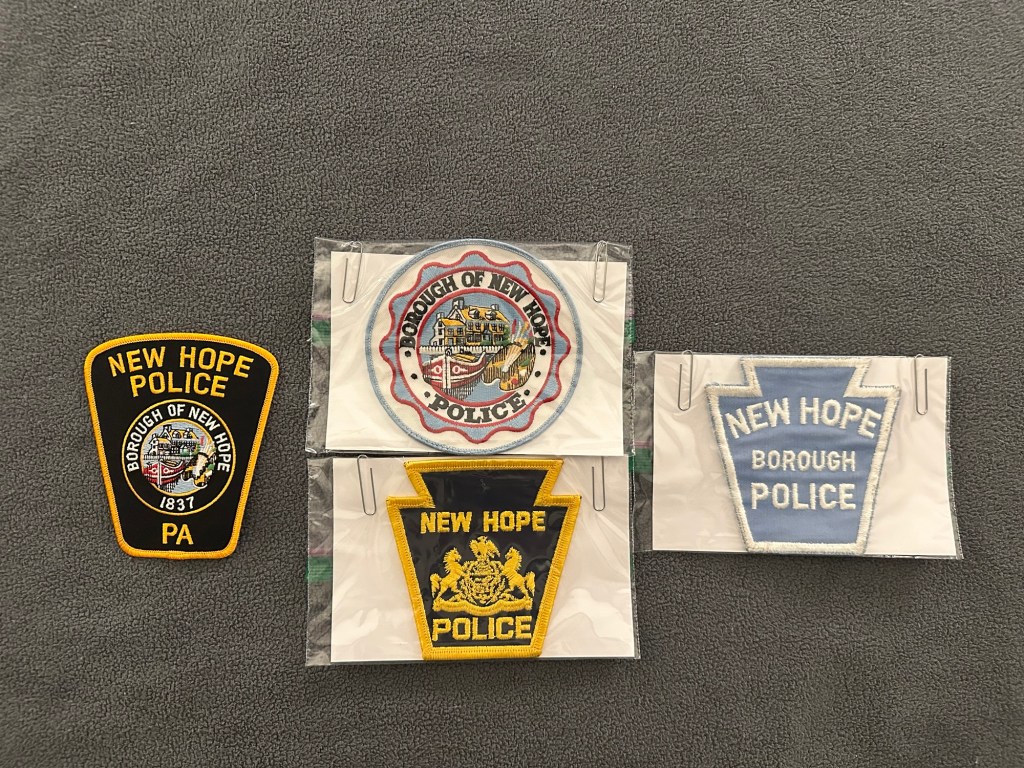 NEW HOPE
POLICE
BOROUGH OF NEW HOPE
1837
PA
BOROUGH OF NEW HOPE
POLICE
NEW HOPE
POLICE
NEW HOPE
BOROUGH
POLICE